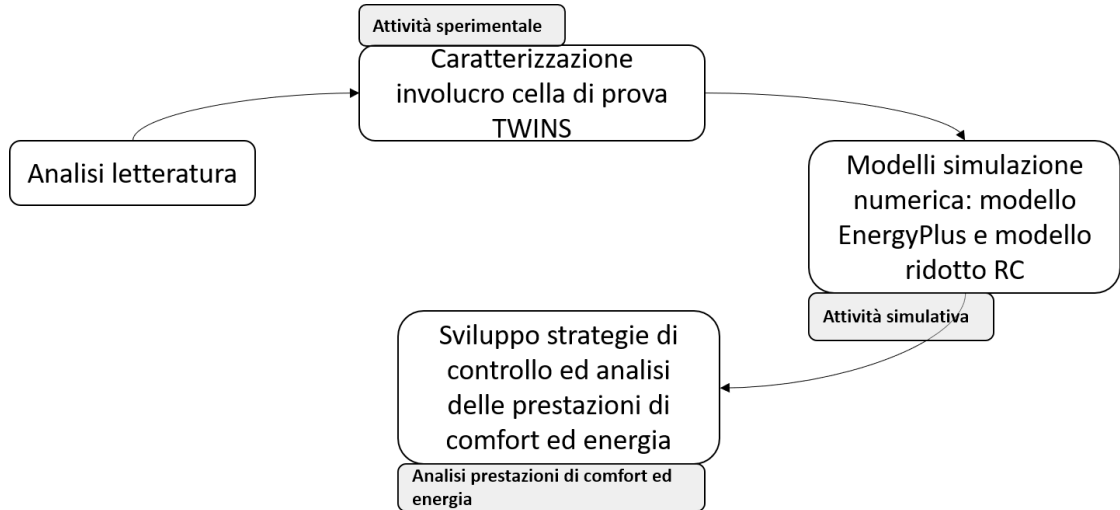 Attività sperimentale
Caratterizzazione
involucro cella di prova
TWINS
Analisi letteratura
Modelli simulazione
numerica: modello
EnergyPlus e modello
ridotto RC
Attività simulativa
Sviluppo strategie di
controllo ed analisi
delle prestazioni di
comfort ed energia
Analisi prestazioni di comfort ed
energia